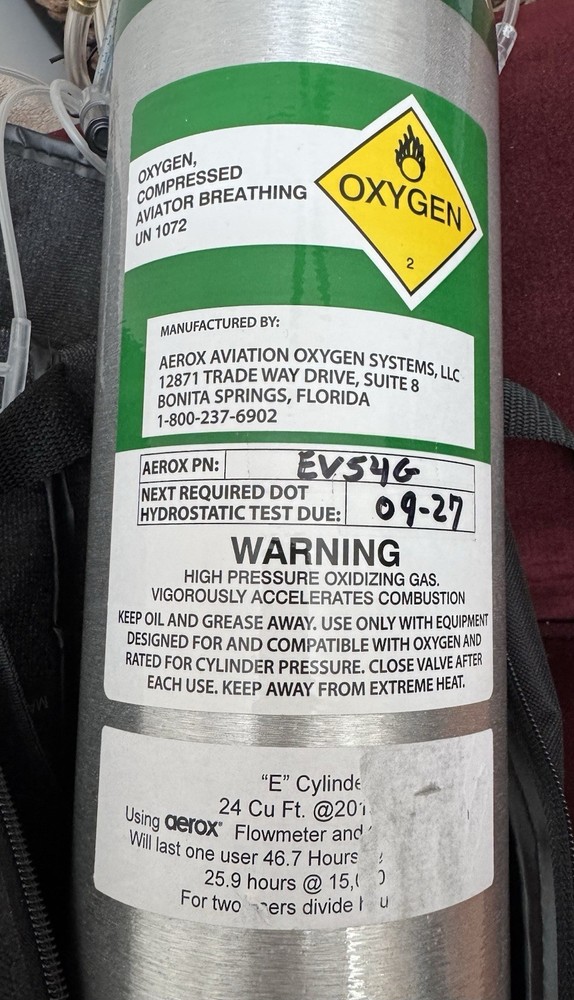 OXYGEN,
COMPRESSED
AVIATOR BREATHING
UN 1072
OXYGEN
2
MANUFACTURED BY:
AEROX AVIATION OXYGEN SYSTEMS, LLC
12871 TRADE WAY DRIVE, SUITE 8
BONITA SPRINGS, FLORIDA
1-800-237-6902
AEROX PN: EV54G
NEXT REQUIRED DOT
HYDROSTATIC TEST DUE: 09-27
WARNING
HIGH PRESSURE OXIDIZING GAS.
VIGOROUSLY ACCELERATES COMBUSTION
KEEP OIL AND GREASE AWAY. USE ONLY WITH EQUIPMENT
DESIGNED FOR AND COMPATIBLE WITH OXYGEN AND
RATED FOR CYLINDER PRESSURE. CLOSE VALVE AFTER
EACH USE. KEEP AWAY FROM EXTREME HEAT.
"E" Cylinde
24 Cu Ft. @201
Using aerox® Flowmeter and
Will last one user 46.7 Hours
25.9 hours @ 15,
For two divide